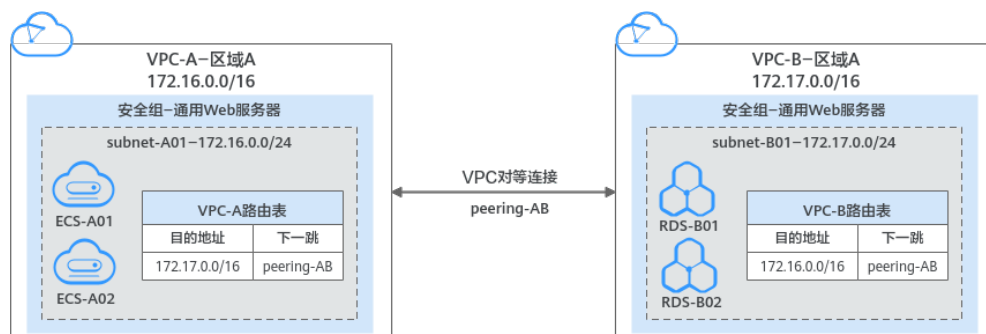 VPC-A-区域A
172.16.0.0/16
安全组-通用Web服务器
subnet-A01-172.16.0.0/24
ECS-A01
ECS-A02
VPC-A路由表
目的地址 下一跳
172.17.0.0/16 peering-AB
VPC对等连接
peering-AB
VPC-B-区域A
172.17.0.0/16
安全组-通用Web服务器
subnet-B01-172.17.0.0/24
RDS-B01
RDS-B02
VPC-B路由表
目的地址 下一跳
172.16.0.0/16 peering-AB